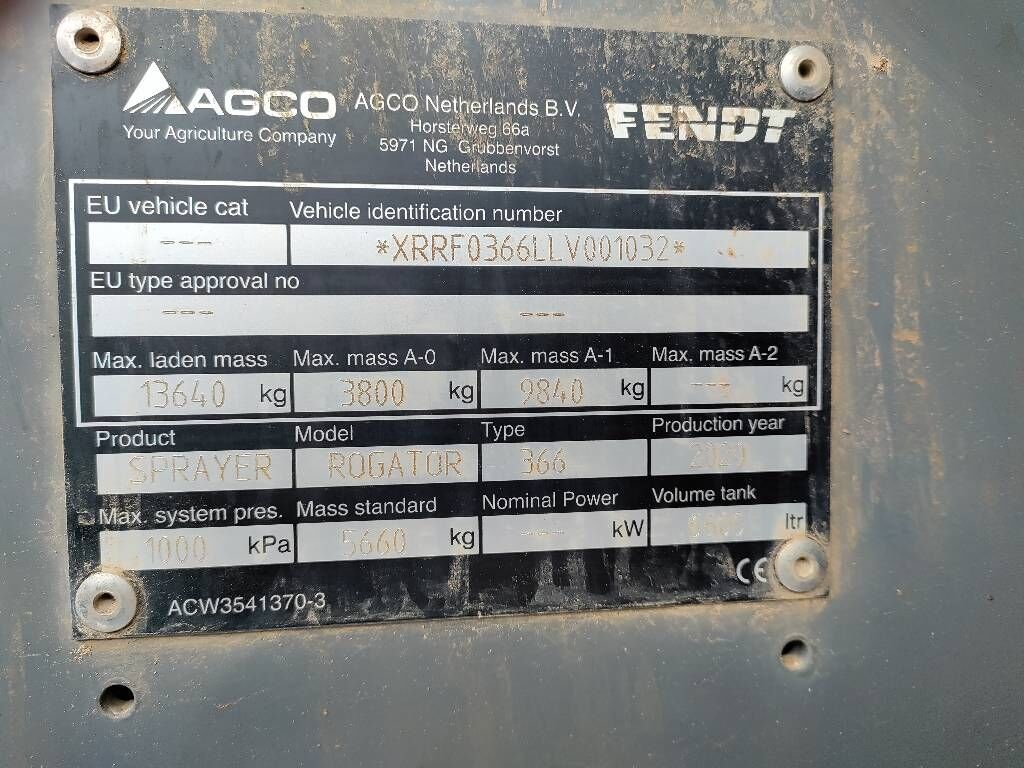 AGCO
Your Agriculture Company
AGCO Netherlands B.V.
Horsterweg 66a
5971 NG Grubbenvorst
Netherlands
FENDT
EU vehicle cat Vehicle identification number
--- *XRRF0366LLV001032*
EU type approval no
--- ---
Max. laden mass Max. mass A-0 Max. mass A-1 Max. mass A-2
13640 kg 3800 kg 9840 kg --- kg
Product Model Type Production year
SPRAYER ROGATOR 366 2020
Max. system pres. Mass standard Nominal Power Volume tank
1000 kPa 5660 kg --- kW ltr
CE
ACW3541370-3